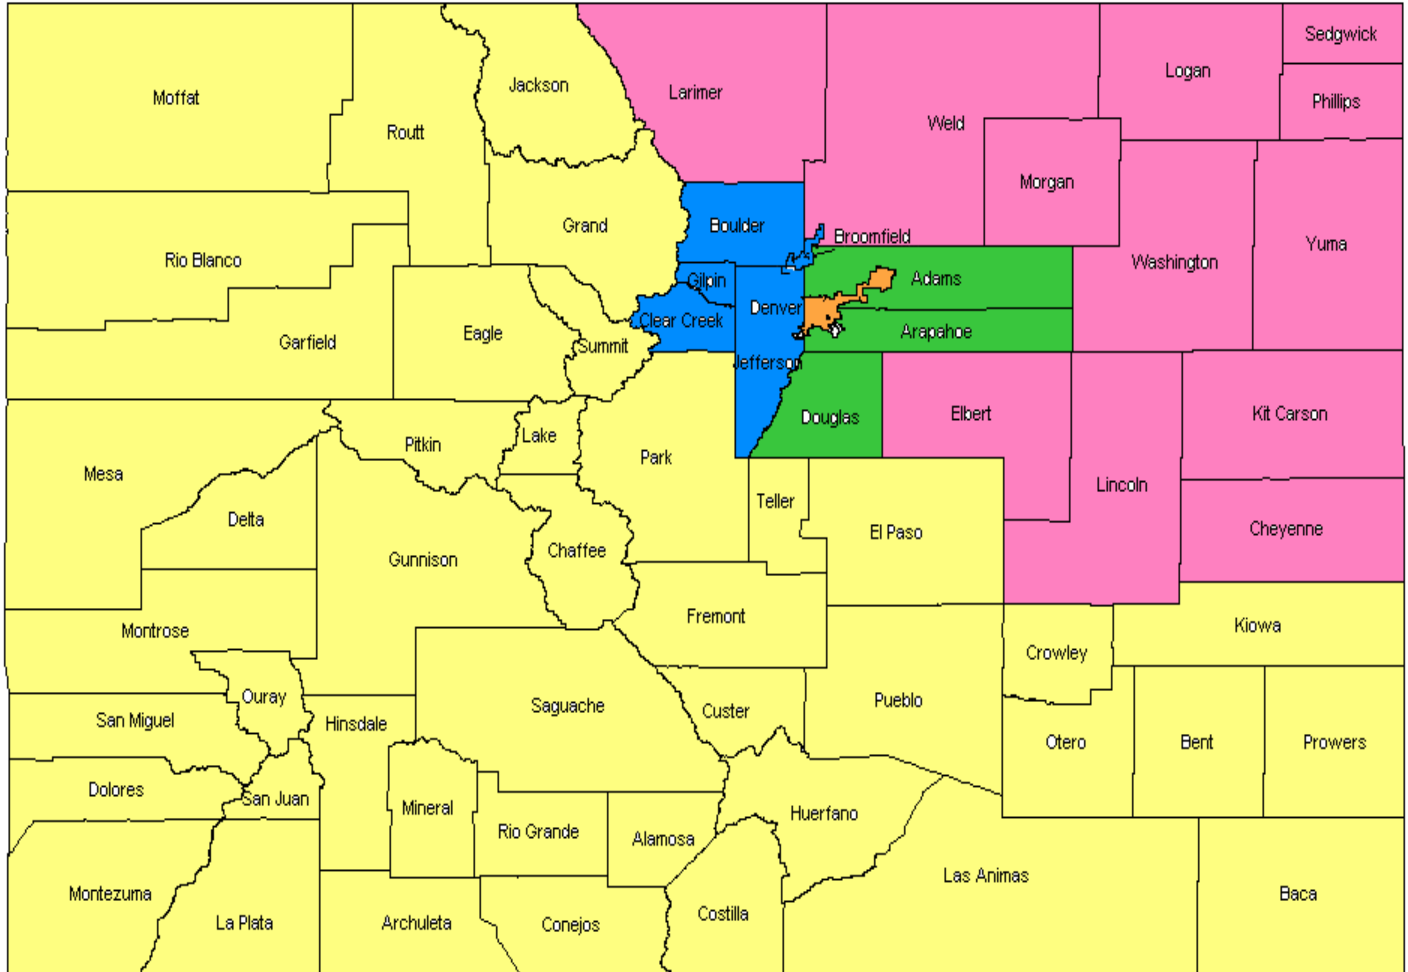 Sedgwick
Logan
Jackson
Larimer
Moffat
Phillips
Weld
Routt
Morgan
Grand
Boulder
Broomfield
Yuma
Rio Blanco
Washington
Gilpin
Adams
Denver
Clear Creek
Eagle
Arapahoe
Garfield
Summit
Jefferson
Douglas
Elbert
Kit Carson
Lake
Pitkin
Park
Mesa
Lincoln
Teller
Delta
Cheyenne
El Paso
Chaffee
Gunnison
Fremont
Kiowa
Montrose
Crowley
Ouray
Pueblo
Saguache
Custer
San Miguel
Hinsdale
Otero
Bent
Prowers
Dolores
San Juan
Mineral
Huerfano
Rio Grande
Alamosa
Las Animas
Montezuma
Baca
Costilla
La Plata
Archuleta
Conejos